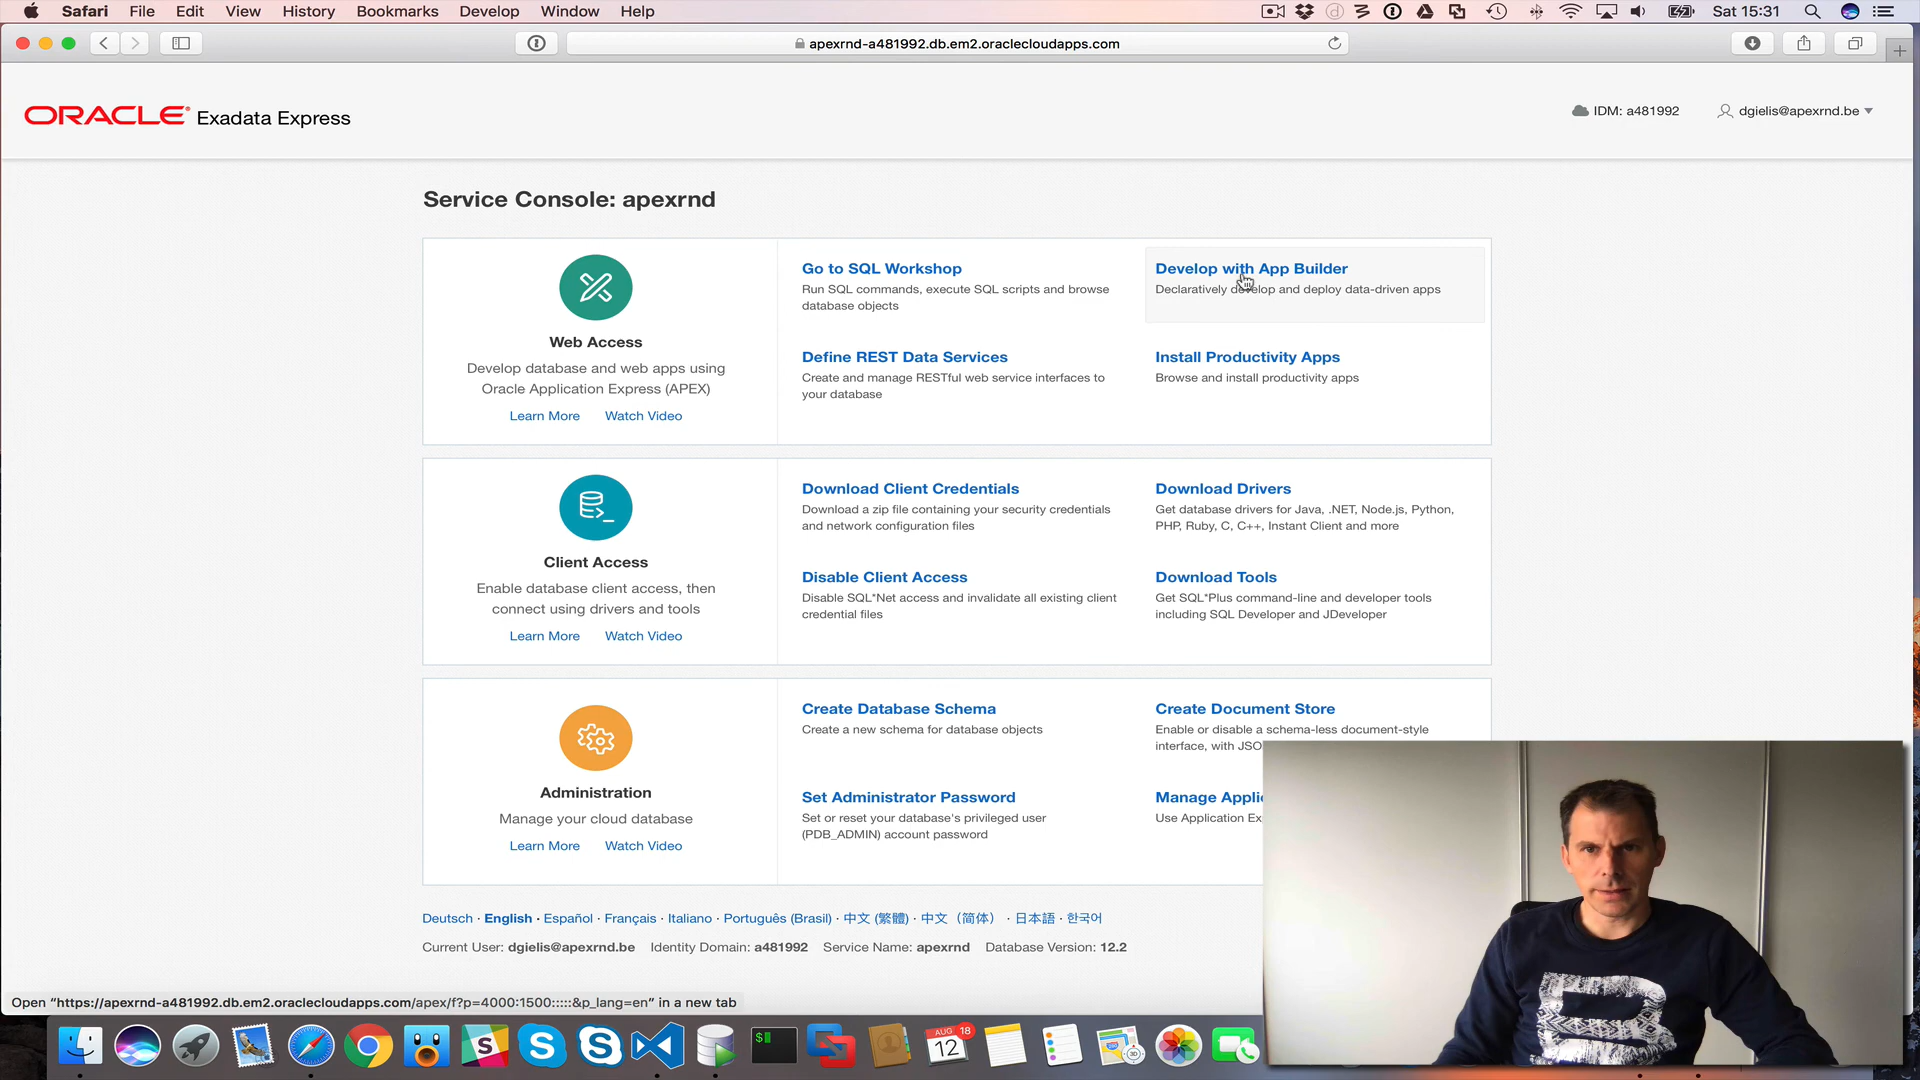 Safari File Edit View History Bookmarks Develop Window Help Sat 15:31
apexrnd-a481992.db.em2.oraclecloudapps.com
ORACLE Exadata Express
IDM: a481992 dgielis@apexrnd.be
Service Console: apexrnd
Web Access
Develop database and web apps using
Oracle Application Express (APEX)
Learn More Watch Video
Go to SQL Workshop
Run SQL commands, execute SQL scripts and browse
database objects
Develop with App Builder
Declaratively develop and deploy data-driven apps
Define REST Data Services
Create and manage RESTful web service interfaces to
your database
Install Productivity Apps
Browse and install productivity apps
Client Access
Enable database client access, then
connect using drivers and tools
Learn More Watch Video
Download Client Credentials
Download a zip file containing your security credentials
and network configuration files
Download Drivers
Get database drivers for Java, .NET, Node.js, Python,
PHP, Ruby, C, C++, Instant Client and more
Disable Client Access
Disable SQL*Net access and invalidate all existing client
credential files
Download Tools
Get SQL*Plus command-line and developer tools
including SQL Developer and JDeveloper
Administration
Manage your cloud database
Learn More Watch Video
Create Database Schema
Create a new schema for database objects
Create Document Store
Enable or disable a schema-less document-style
interface, with JSO
Set Administrator Password
Set or reset your database's privileged user
(PDB_ADMIN) account password
Manage Appli
Use Application Ex
Deutsch · English · Español · Français · Italiano · Português (Brasil) · 中文 (繁體) · 中文（简体） · 日本語 · 한국어
Current User: dgielis@apexrnd.be Identity Domain: a481992 Service Name: apexrnd Database Version: 12.2
Open “https://apexrnd-a481992.db.em2.oraclecloudapps.com/apex/f?p=4000:1500:::::&p_lang=en” in a new tab
AUG 18
12